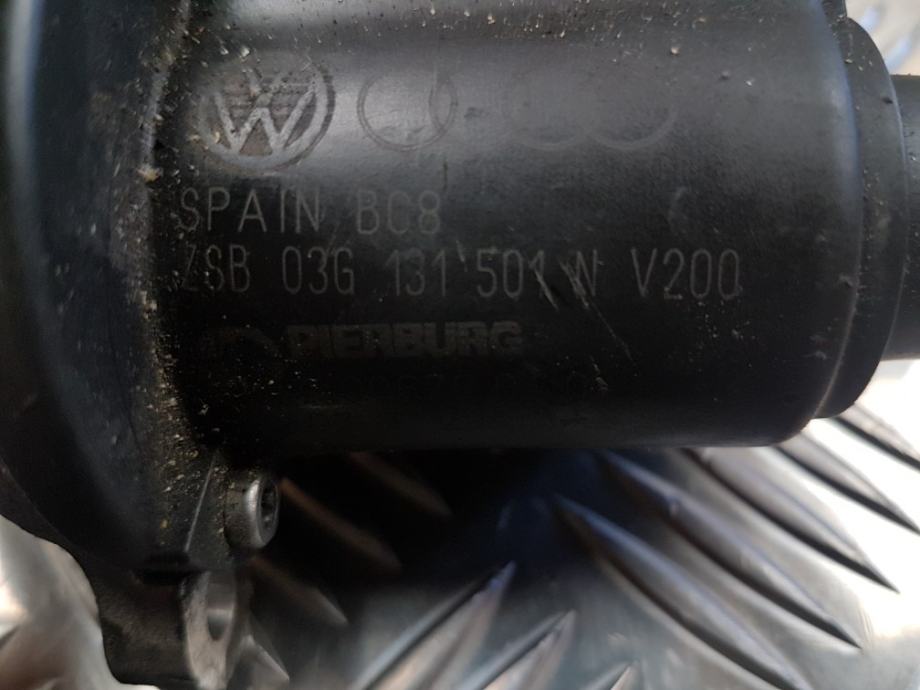 SPAIN BC8
ZSB 03G 131 501 N V200
PIERBURG